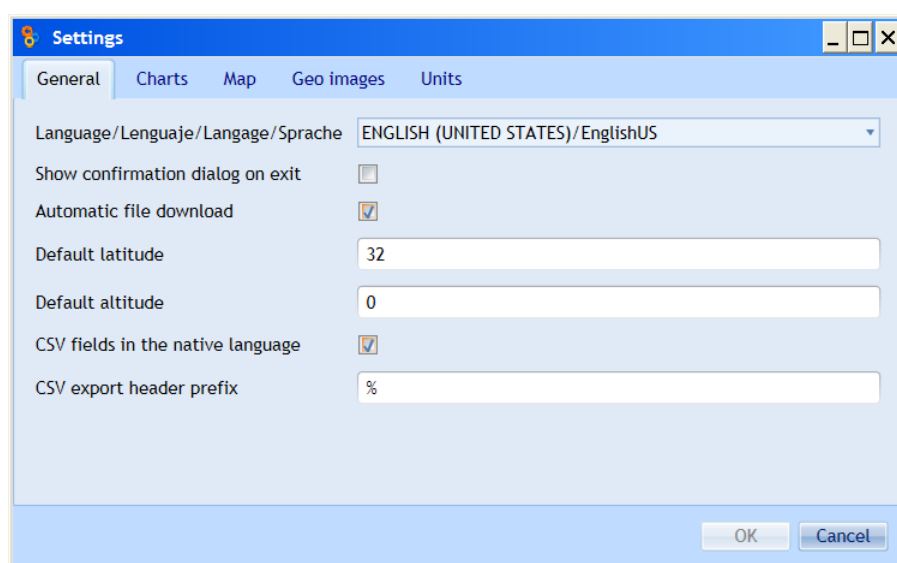 Settings
General Charts Map Geo images Units
Language/Lenguaje/Langage/Sprache ENGLISH (UNITED STATES)/EnglishUS
Show confirmation dialog on exit
Automatic file download
Default latitude 32
Default altitude 0
CSV fields in the native language
CSV export header prefix %
OK Cancel